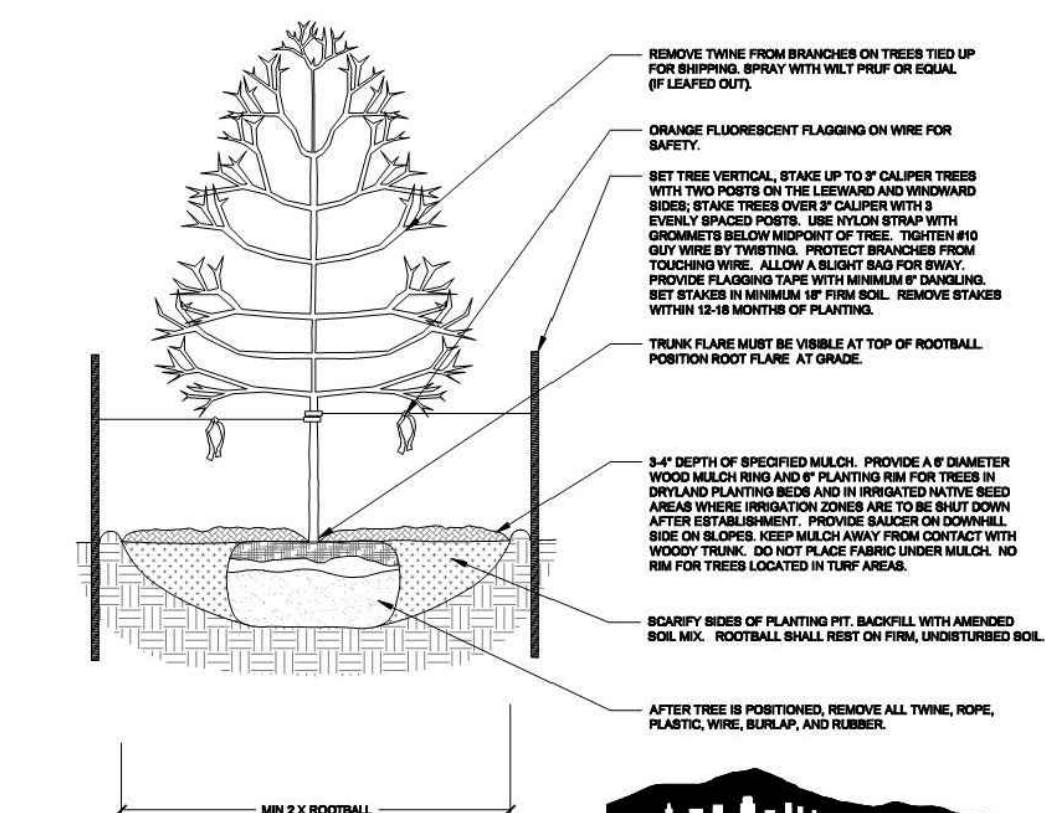 REMOVE TWINE FROM BRANCHES ON TREES TIED UP
FOR SHIPPING. SPRAY WITH WILT PRUF OR EQUAL
(IF LEAFED OUT).
ORANGE FLUORESCENT FLAGGING ON WIRE FOR
SAFETY.
SET TREE VERTICAL, STAKE UP TO 3" CALIPER TREES
WITH TWO POSTS ON THE LEEWARD AND WINDWARD
SIDES; STAKE TREES OVER 3" CALIPER WITH 3
EVENLY SPACED POSTS. USE NYLON STRAP WITH
GROMMETS BELOW MIDPOINT OF TREE. TIGHTEN #10
GUY WIRE BY TWISTING. PROTECT BRANCHES FROM
TOUCHING WIRE. ALLOW A SLIGHT SAG FOR SWAY.
PROVIDE FLAGGING TAPE WITH MINIMUM 6" DANGLING.
SET STAKES IN MINIMUM 18" FIRM SOIL. REMOVE STAKES
WITHIN 12-18 MONTHS OF PLANTING.
TRUNK FLARE MUST BE VISIBLE AT TOP OF ROOTBALL.
POSITION ROOT FLARE AT GRADE.
3-4" DEPTH OF SPECIFIED MULCH. PROVIDE A 6' DIAMETER
WOOD MULCH RING AND 6" PLANTING RIM FOR TREES IN
DRYLAND PLANTING BEDS AND IN IRRIGATED NATIVE SEED
AREAS WHERE IRRIGATION ZONES ARE TO BE SHUT DOWN
AFTER ESTABLISHMENT. PROVIDE SAUCER ON DOWNHILL
SIDE ON SLOPES. KEEP MULCH AWAY FROM CONTACT WITH
WOODY TRUNK. DO NOT PLACE FABRIC UNDER MULCH. NO
RIM FOR TREES LOCATED IN TURF AREAS.
SCARIFY SIDES OF PLANTING PIT. BACKFILL WITH AMENDED
SOIL MIX. ROOTBALL SHALL REST ON FIRM, UNDISTURBED SOIL.
AFTER TREE IS POSITIONED, REMOVE ALL TWINE, ROPE,
PLASTIC, WIRE, BURLAP, AND RUBBER.
MIN 2 X ROOTBALL